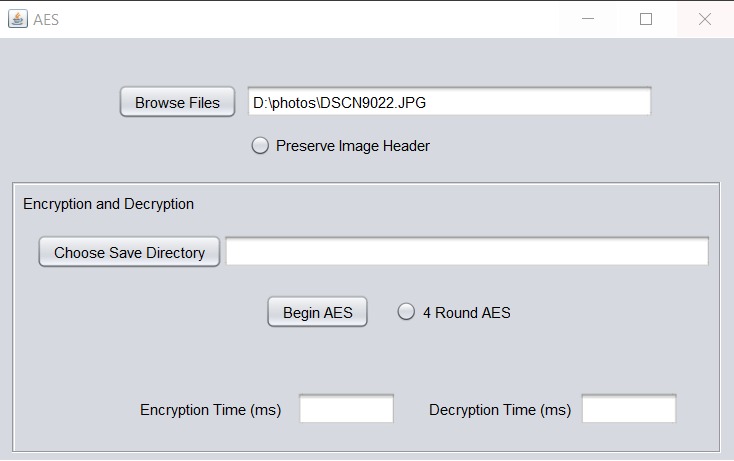 AES
Browse Files D:\photos\DSCN9022.JPG
Preserve Image Header
Encryption and Decryption
Choose Save Directory
Begin AES 4 Round AES
Encryption Time (ms) Decryption Time (ms)